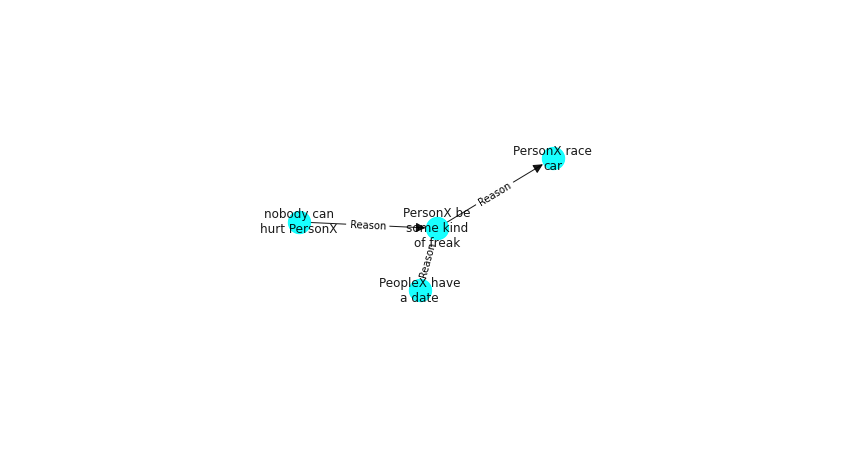 PersonX race
car
Reason
nobody can
hurt PersonX
Reason
PersonX be
some kind
of freak
Reason
PeopleX have
a date